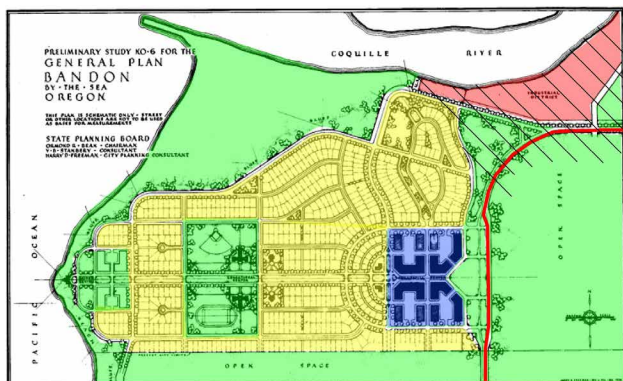 PRELIMINARY STUDY KO-6 FOR THE
GENERAL PLAN
BANDON
BY · THE · SEA
OREGON
THIS PLAN IS SCHEMATIC ONLY - STREET
OR OTHER LOCATIONS ARE NOT TO BE USED
AS BASIS FOR MEASUREMENTS
STATE PLANNING BOARD
ORMOND R. BEAN - CHAIRMAN
V·B·STANBERY - CONSULTANT
HARRY D·FREEMAN - CITY PLANNING CONSULTANT
COQUILLE RIVER
INDUSTRIAL
DISTRICT
OPEN SPACE
PACIFIC OCEAN
OPEN SPACE